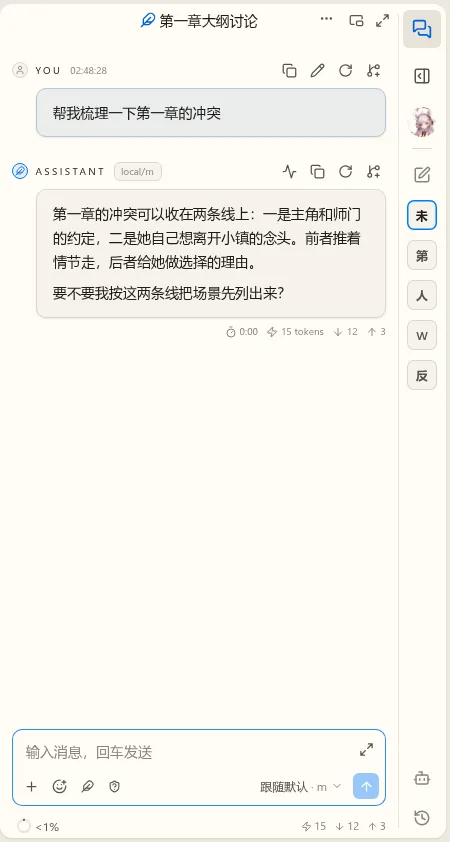 第一章大纲讨论
YOU 02:48:28
帮我梳理一下第一章的冲突
ASSISTANT local/m
第一章的冲突可以收在两条线上：一是主角和师门
的约定，二是她自己想离开小镇的念头。前者推着
情节走，后者给她做选择的理由。
要不要我按这两条线把场景先列出来？
0:00 15 tokens ↓ 12 ↑ 3
未
第
人
W
反
输入消息，回车发送
跟随默认 · m
<1% 15 ↓ 12 ↑ 3